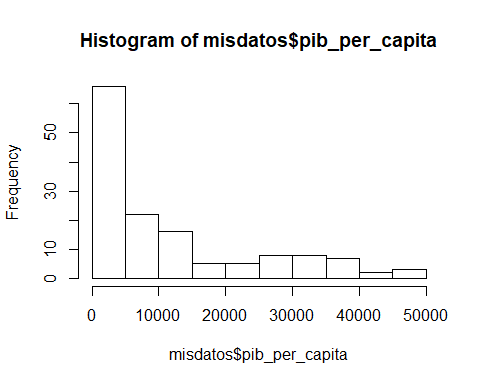 Histogram of misdatos$pib_per_capita
Frequency
50
30
10
0
0 10000 20000 30000 40000 50000
misdatos$pib_per_capita